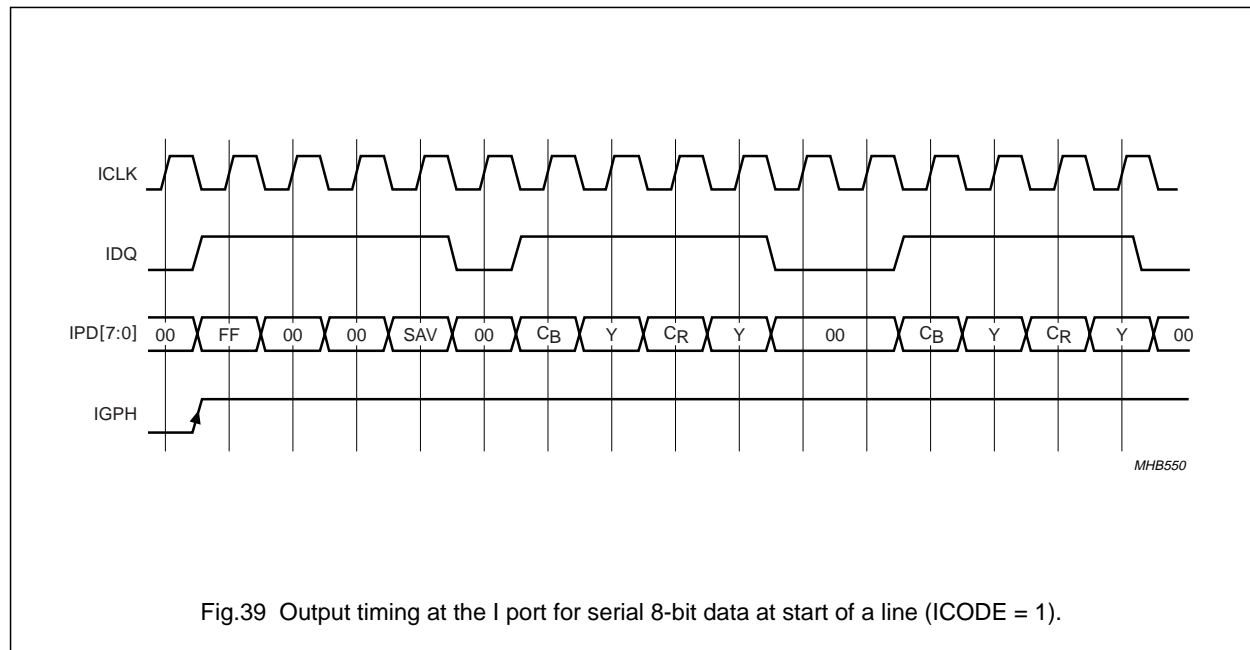 ICLK
IDQ
IPD[7:0] 00 FF 00 00 SAV 00 CB Y CR Y 00 CB Y CR Y 00
IGPH
MHB550
Fig.39 Output timing at the I port for serial 8-bit data at start of a line (ICODE = 1).